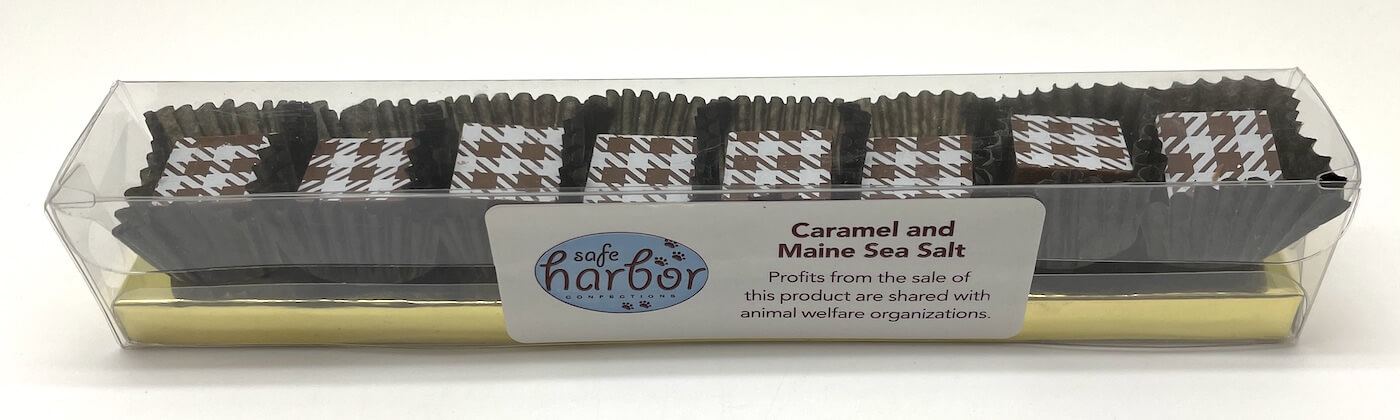 safe
harbor
CONFECTIONS
Caramel and
Maine Sea Salt
Profits from the sale of
this product are shared with
animal welfare organizations.